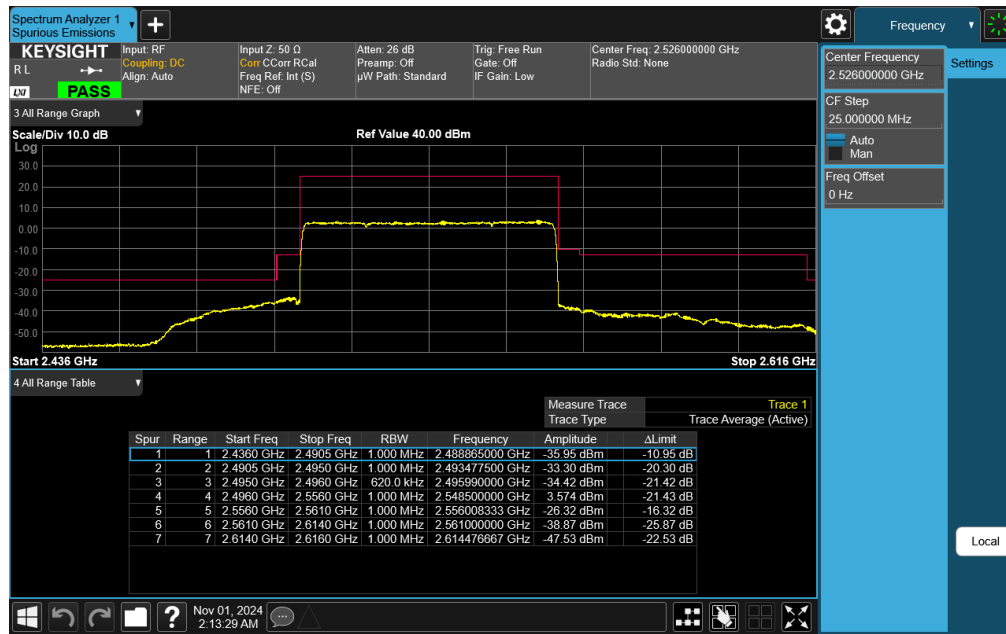 Spectrum Analyzer 1
Spurious Emissions
Frequency
KEYSIGHT
R L
LXI PASS
Input: RF
Coupling: DC
Align: Auto
Input Z: 50 Ω
Corr CCorr RCal
Freq Ref: Int (S)
NFE: Off
Atten: 26 dB
Preamp: Off
µW Path: Standard
Trig: Free Run
Gate: Off
IF Gain: Low
Center Freq: 2.526000000 GHz
Radio Std: None
Center Frequency
2.526000000 GHz
Settings
CF Step
25.000000 MHz
Auto
Man
Freq Offset
0 Hz
3 All Range Graph
Scale/Div 10.0 dB Ref Value 40.00 dBm
Log
30.0
20.0
10.0
0.00
-10.0
-20.0
-30.0
-40.0
-50.0
Start 2.436 GHz Stop 2.616 GHz
4 All Range Table
Measure Trace Trace 1
Trace Type Trace Average (Active)
Spur Range Start Freq Stop Freq RBW Frequency Amplitude ΔLimit
1 1 2.4360 GHz 2.4905 GHz 1.000 MHz 2.488865000 GHz -35.95 dBm -10.95 dB
2 2 2.4905 GHz 2.4950 GHz 1.000 MHz 2.493477500 GHz -33.30 dBm -20.30 dB
3 3 2.4950 GHz 2.4960 GHz 620.0 kHz 2.495990000 GHz -34.42 dBm -21.42 dB
4 4 2.4960 GHz 2.5560 GHz 1.000 MHz 2.548500000 GHz 3.574 dBm -21.43 dB
5 5 2.5560 GHz 2.5610 GHz 1.000 MHz 2.556008333 GHz -26.32 dBm -16.32 dB
6 6 2.5610 GHz 2.6140 GHz 1.000 MHz 2.561000000 GHz -38.87 dBm -25.87 dB
7 7 2.6140 GHz 2.6160 GHz 1.000 MHz 2.614476667 GHz -47.53 dBm -22.53 dB
Local
? Nov 01, 2024
2:13:29 AM